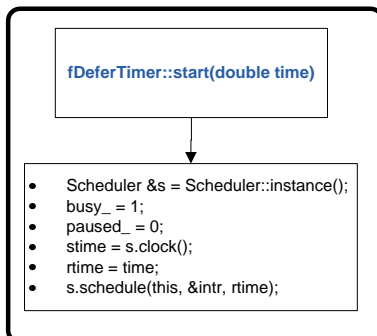 fDeferTimer::start(double time)
• Scheduler &s = Scheduler::instance();
• busy_ = 1;
• paused_ = 0;
• stime = s.clock();
• rtime = time;
• s.schedule(this, &intr, rtime);